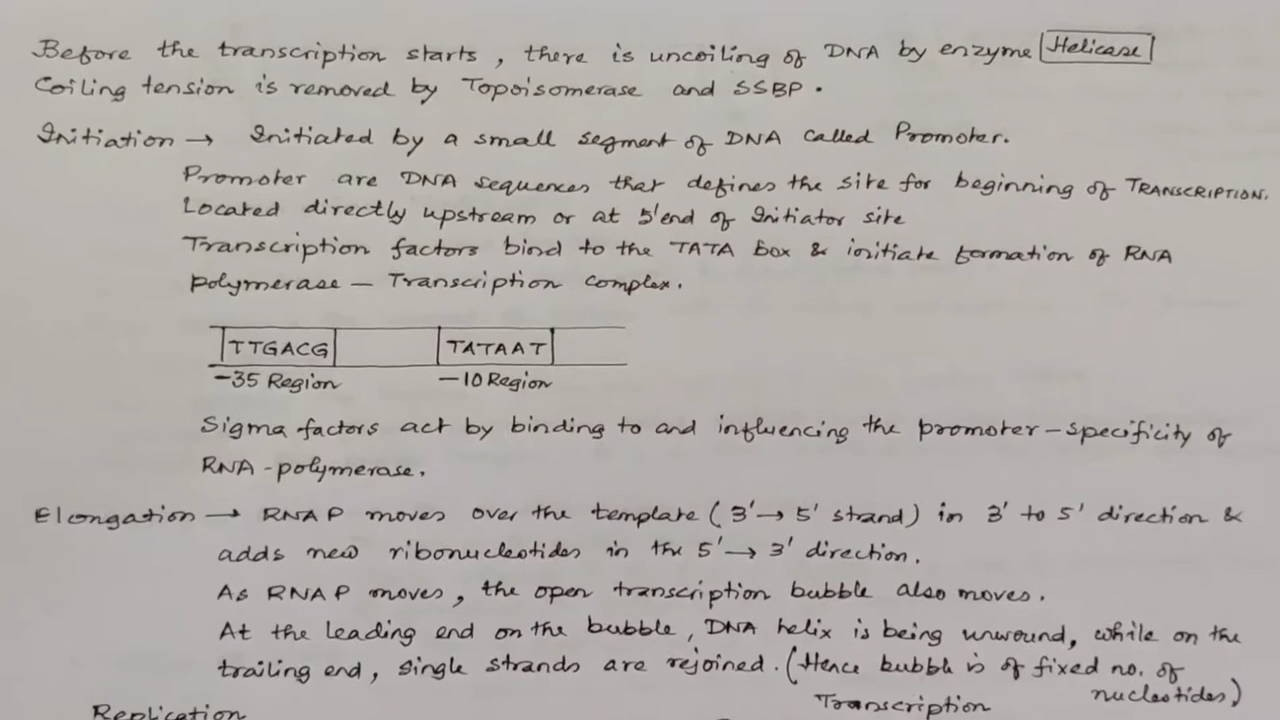 Before the transcription starts, there is uncoiling of DNA by enzyme Helicase
Coiling tension is removed by Topoisomerase and SSBP.
Initiation → Initiated by a small segment of DNA called Promoter.
Promoter are DNA sequences that defines the site for beginning of TRANSCRIPTION.
Located directly upstream or at 5'end of Initiator site
Transcription factors bind to the TATA box & initiate formation of RNA
polymerase – Transcription complex.
TTGACG TATAAT
-35 Region -10 Region
Sigma factors act by binding to and influencing the promoter-specificity of
RNA-polymerase.
Elongation → RNAP moves over the template (3'→ 5' strand) in 3' to 5' direction &
adds new ribonucleotides in the 5'→ 3' direction.
As RNAP moves, the open transcription bubble also moves.
At the leading end on the bubble, DNA helix is being unwound, while on the
trailing end, single strands are rejoined. (Hence bubble is of fixed no. of
nucleotides)
Replication Transcription